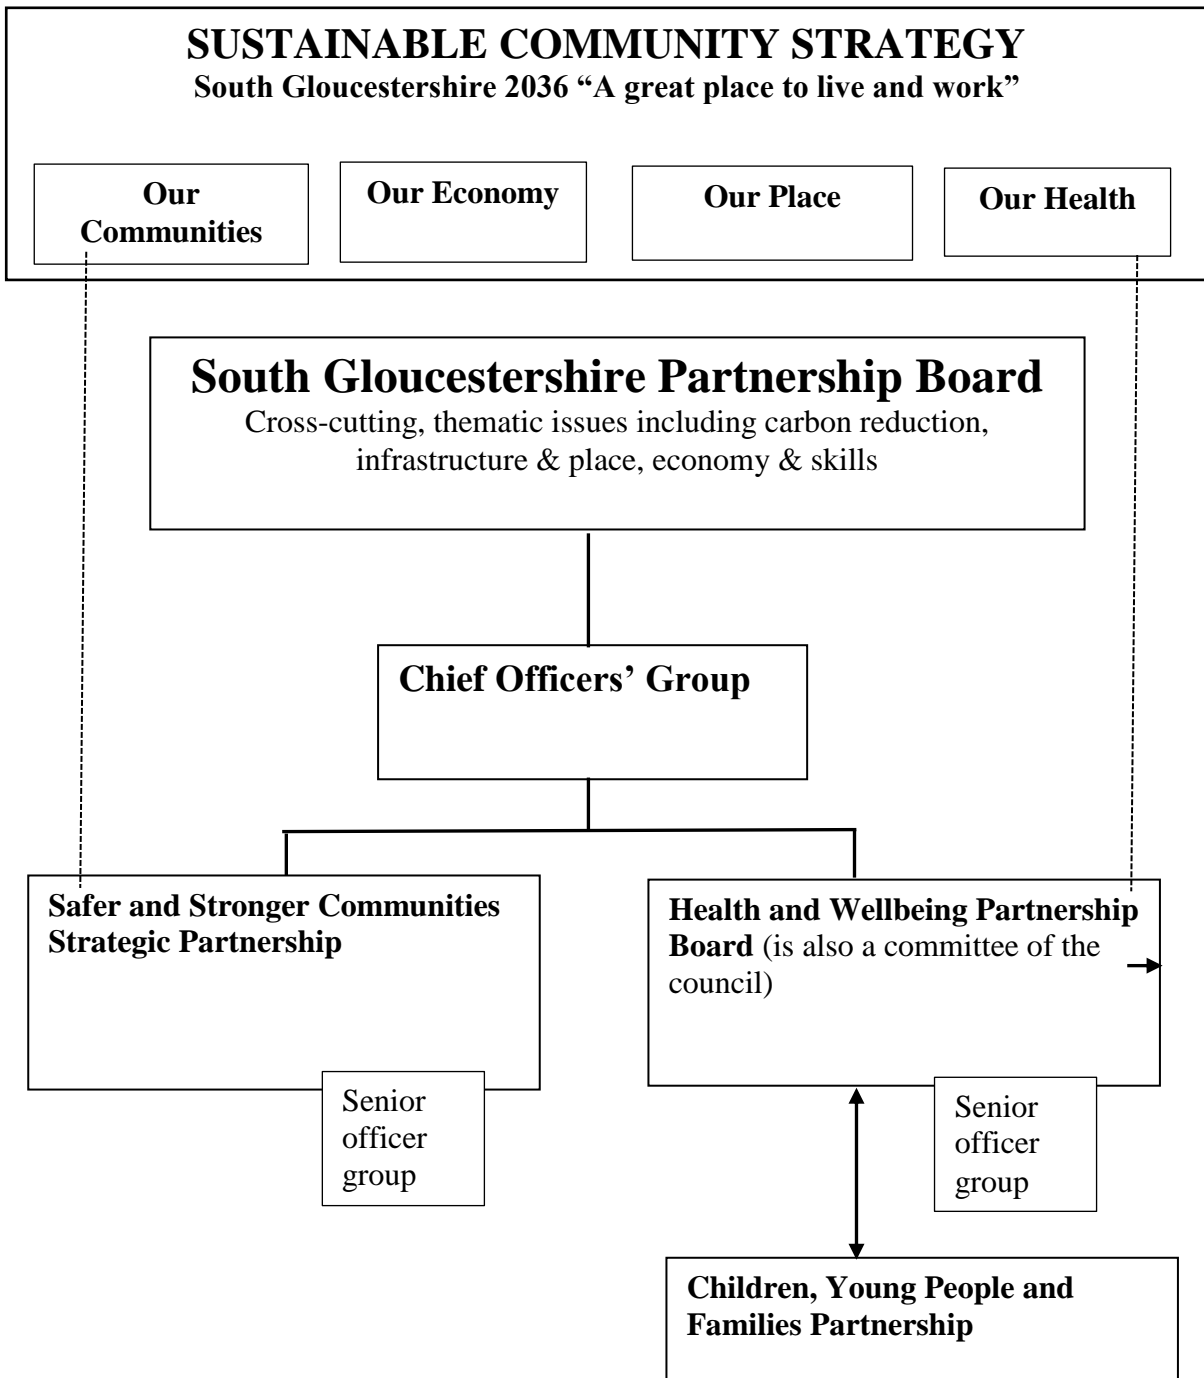 SUSTAINABLE COMMUNITY STRATEGY
South Gloucestershire 2036 “A great place to live and work”
Our
Communities
Our Economy
Our Place
Our Health
South Gloucestershire Partnership Board
Cross-cutting, thematic issues including carbon reduction,
infrastructure & place, economy & skills
Chief Officers’ Group
Safer and Stronger Communities
Strategic Partnership
Senior
officer
group
Health and Wellbeing Partnership
Board (is also a committee of the
council)
Senior
officer
group
Children, Young People and
Families Partnership